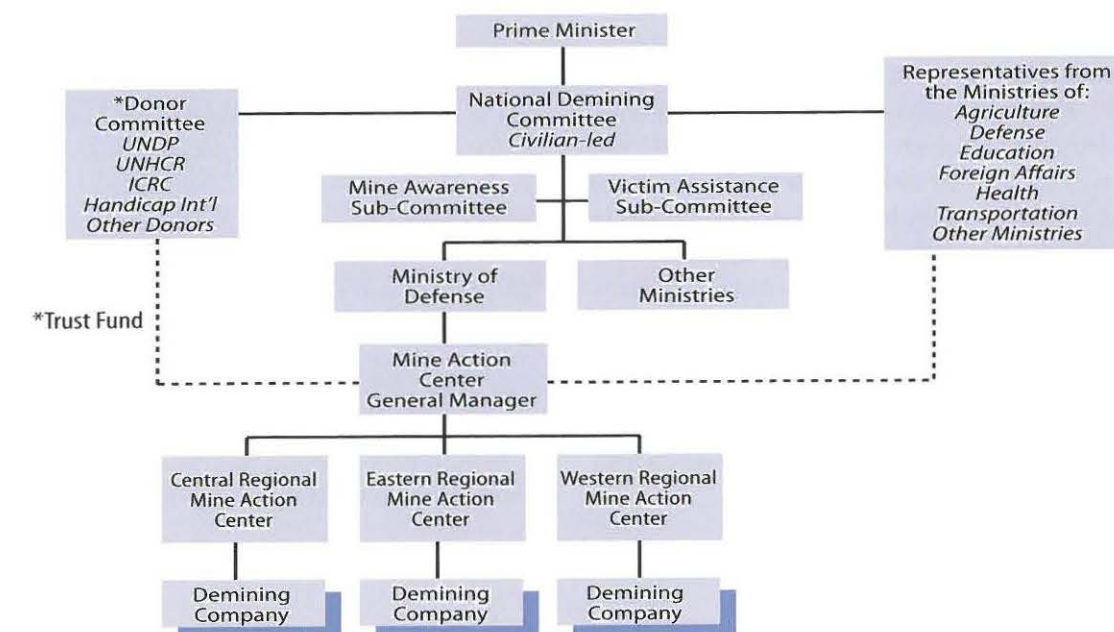 Prime Minister
*Donor
Committee
UNDP
UNHCR
ICRC
Handicap Int'l
Other Donors
National Demining
Committee
Civilian-led
Representatives from
the Ministries of:
Agriculture
Defense
Education
Foreign Affairs
Health
Transportation
Other Ministries
Mine Awareness
Sub-Committee
Victim Assistance
Sub-Committee
Ministry of
Defense
Other
Ministries
*Trust Fund
Mine Action
Center
General Manager
Central Regional
Mine Action
Center
Eastern Regional
Mine Action
Center
Western Regional
Mine Action
Center
Demining
Company
Demining
Company
Demining
Company